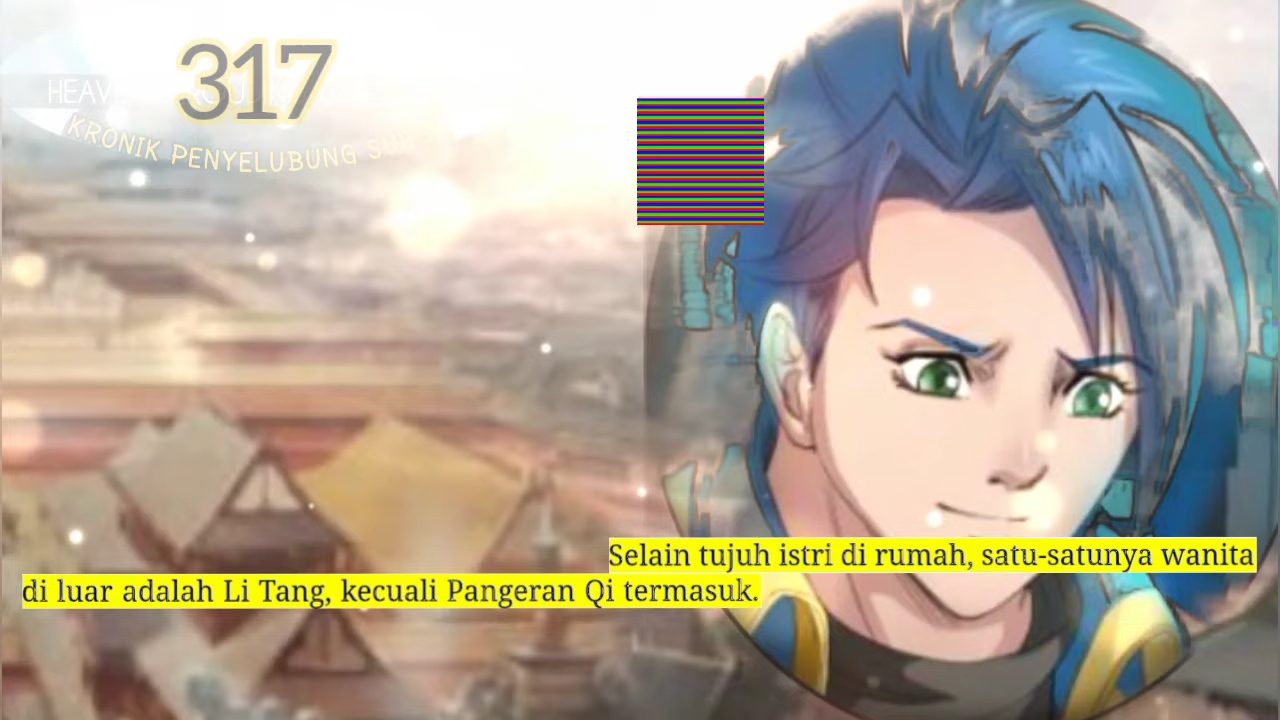 317
KRONIK PENYELUBUNG
Selain tujuh istri di rumah, satu-satunya wanita
di luar adalah Li Tang, kecuali Pangeran Qi termasuk.